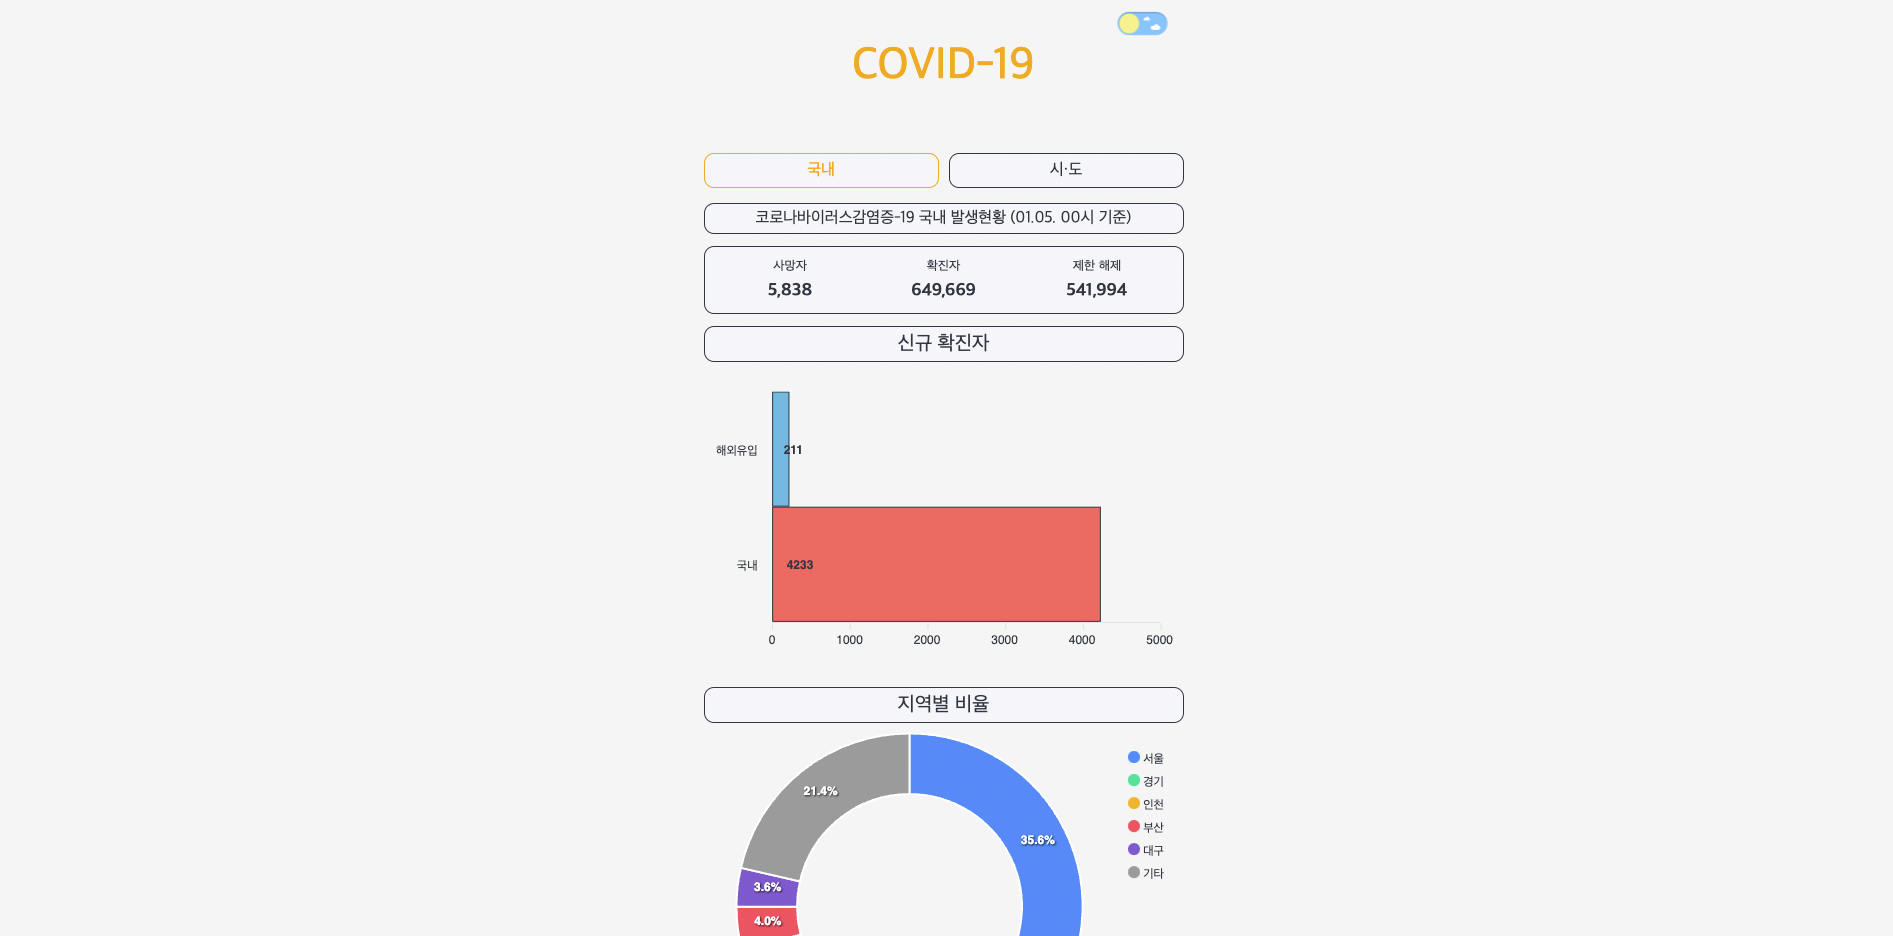 COVID-19
국내 시·도
코로나바이러스감염증-19 국내 발생현황 (01.05. 00시 기준)
사망자 확진자 제한 해제
5,838 649,669 541,994
신규 확진자
해외유입 211
국내 4233
0 1000 2000 3000 4000 5000
지역별 비율
서울
경기
인천
부산
대구
기타
21.4%
35.6%
3.6%
4.0%